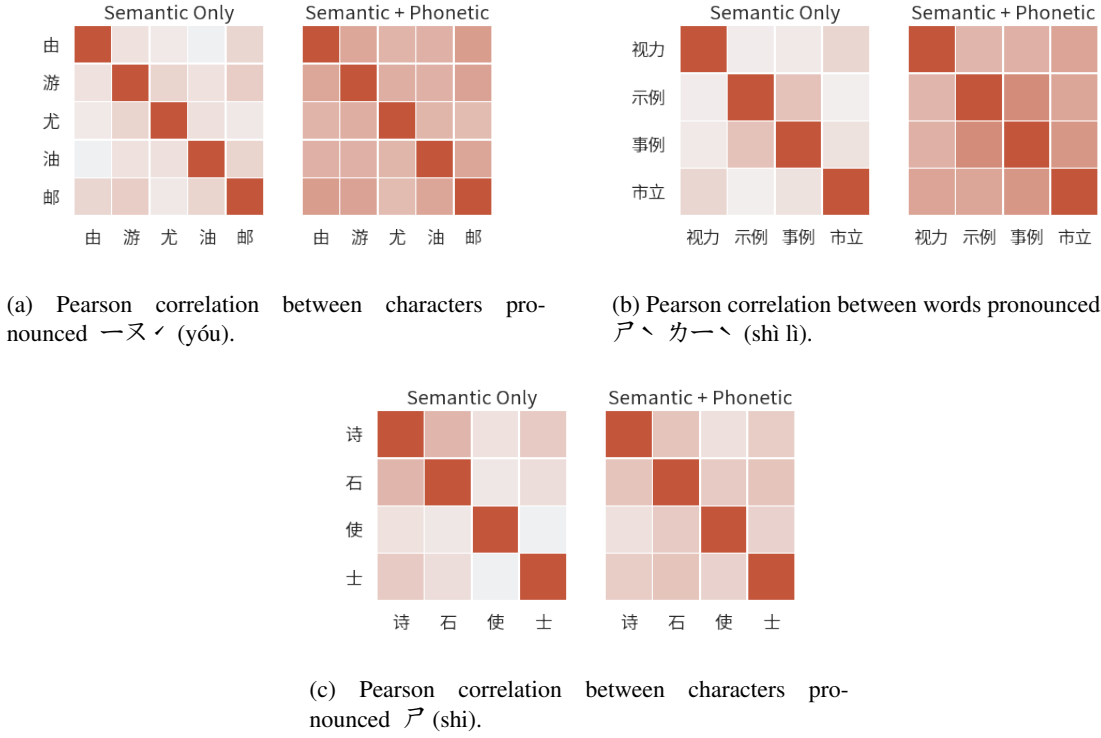 Semantic Only
Semantic + Phonetic
由
游
尤
油
邮
由 游 尤 油 邮
由 游 尤 油 邮
(a) Pearson correlation between characters pro-
nounced ㄧㄡˊ (yóu).
Semantic Only
Semantic + Phonetic
视力
示例
事例
市立
视力 示例 事例 市立
视力 示例 事例 市立
(b) Pearson correlation between words pronounced
ㄕˋ ㄌㄧˋ (shì lì).
Semantic Only
Semantic + Phonetic
诗
石
使
士
诗 石 使 士
诗 石 使 士
(c) Pearson correlation between characters pro-
nounced ㄕ (shi).